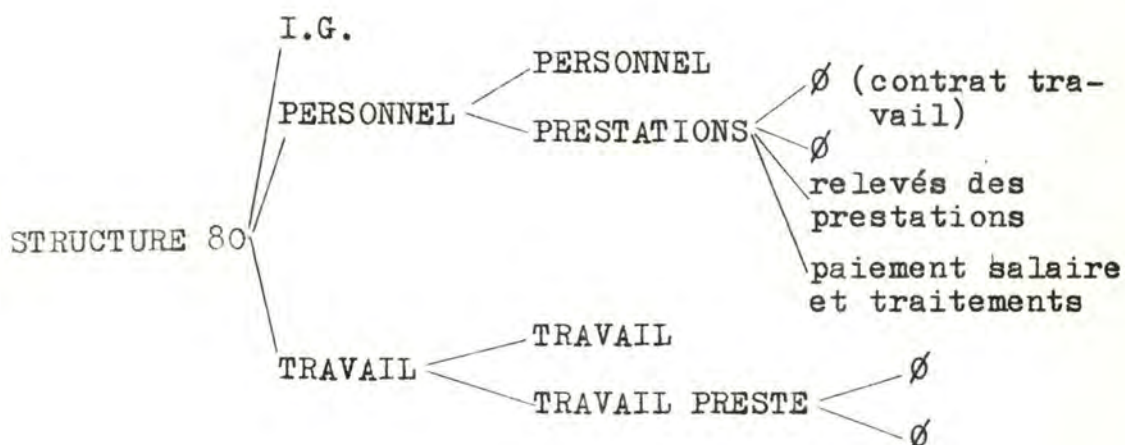 I.G.
PERSONNEL
Ø (contrat tra-
vail)
PERSONNEL
PRESTATIONS
Ø
relevés des
prestations
STRUCTURE 80
paiement salaire
et traitements
TRAVAIL
TRAVAIL
Ø
TRAVAIL PRESTE
Ø